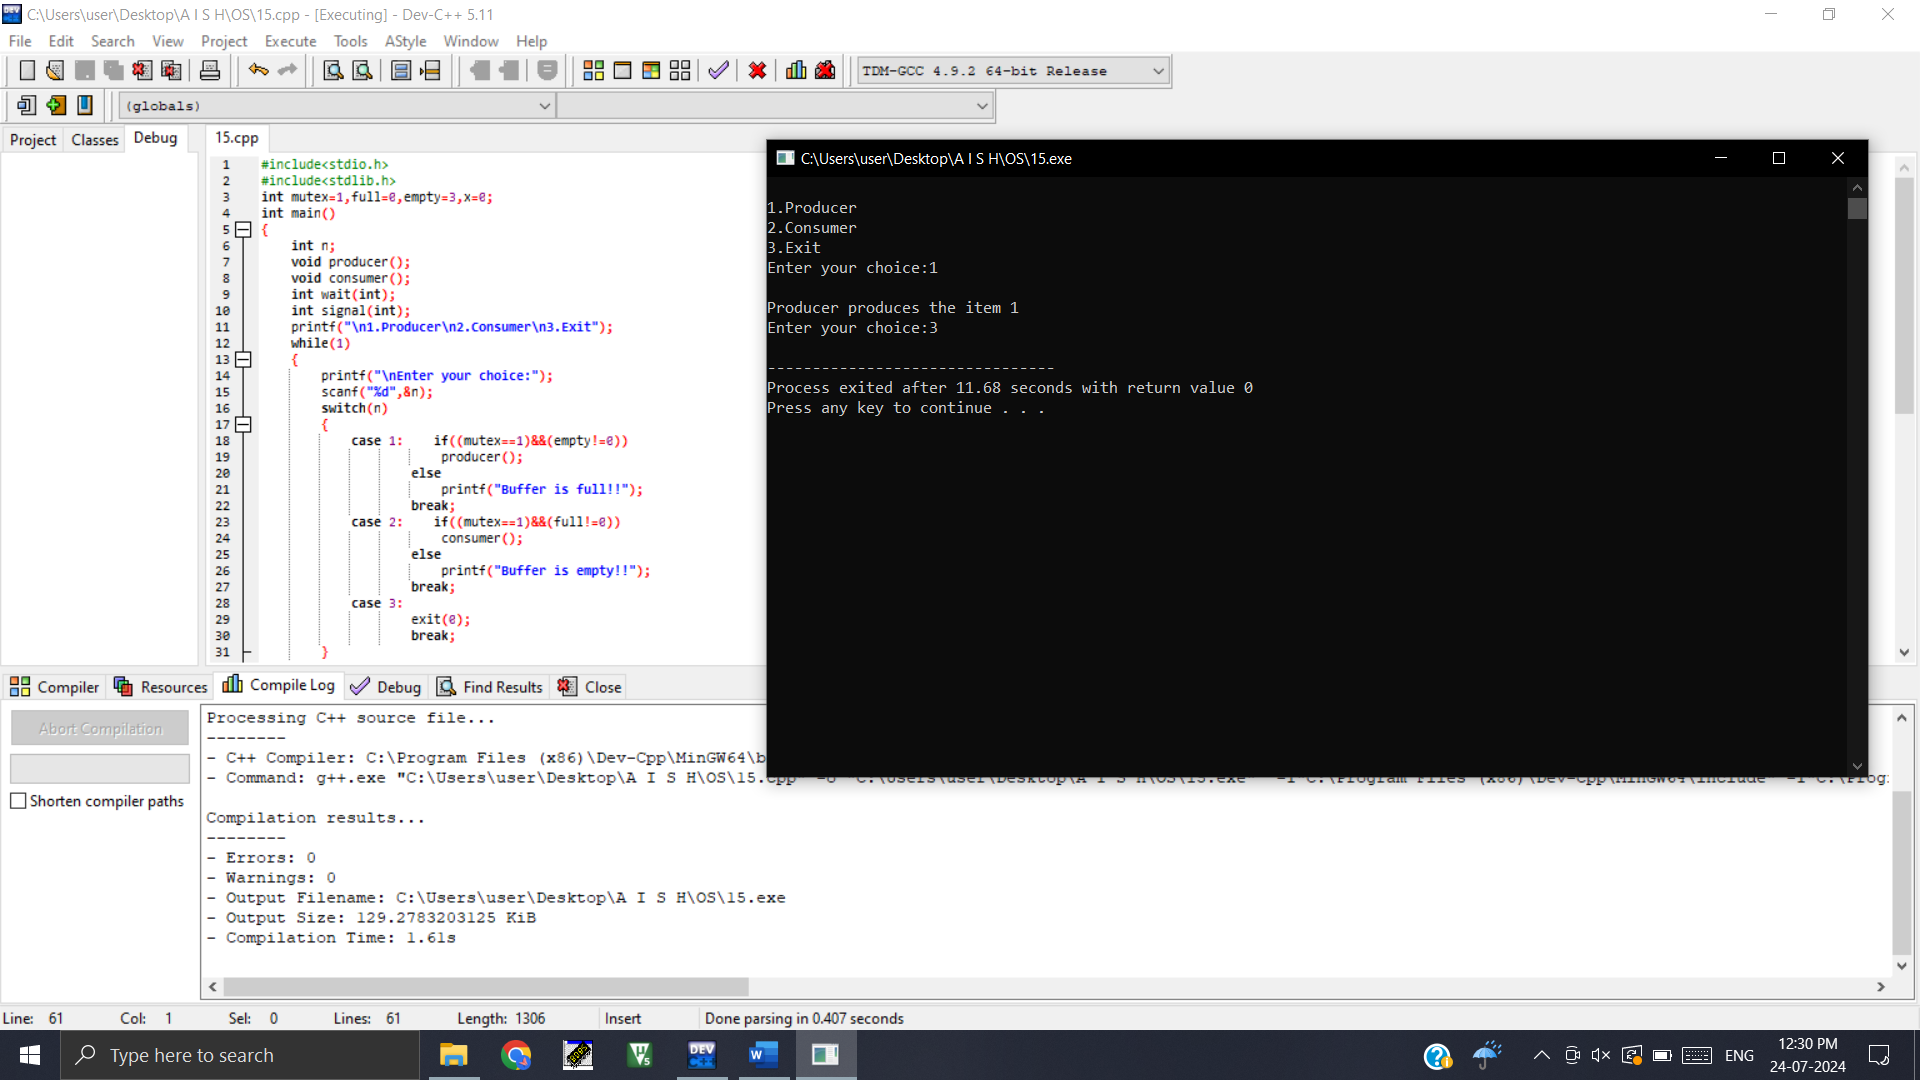 C:\Users\user\Desktop\A I S H\OS\15.cpp - [Executing] - Dev-C++ 5.11
File Edit Search View Project Execute Tools AStyle Window Help
TDM-GCC 4.9.2 64-bit Release
(globals)
Project Classes Debug
15.cpp
1 #include<stdio.h>
2 #include<stdlib.h>
3 int mutex=1,full=0,empty=3,x=0;
4 int main()
5 {
6 int n;
7 void producer();
8 void consumer();
9 int wait(int);
10 int signal(int);
11 printf("\n1.Producer\n2.Consumer\n3.Exit");
12 while(1)
13 {
14 printf("\nEnter your choice:");
15 scanf("%d",&n);
16 switch(n)
17 {
18 case 1: if((mutex==1)&&(empty!=0))
19 producer();
20 else
21 printf("Buffer is full!!");
22 break;
23 case 2: if((mutex==1)&&(full!=0))
24 consumer();
25 else
26 printf("Buffer is empty!!");
27 break;
28 case 3:
29 exit(0);
30 break;
31 }
C:\Users\user\Desktop\A I S H\OS\15.exe
1.Producer
2.Consumer
3.Exit
Enter your choice:1
Producer produces the item 1
Enter your choice:3
--------------------------------
Process exited after 11.68 seconds with return value 0
Press any key to continue . . .
Compiler Resources Compile Log Debug Find Results Close
Abort Compilation
Shorten compiler paths
Processing C++ source file...
--------
- C++ Compiler: C:\Program Files (x86)\Dev-Cpp\MinGW64\b
- Command: g++.exe "C:\Users\user\Desktop\A I S H\OS\15.cpp" -o "C:\Users\user\Desktop\A I S H\OS\15.exe" -I"C:\Program Files (x86)\Dev-Cpp\MinGW64\include" -I"C:\Prog
Compilation results...
--------
- Errors: 0
- Warnings: 0
- Output Filename: C:\Users\user\Desktop\A I S H\OS\15.exe
- Output Size: 129.2783203125 KiB
- Compilation Time: 1.61s
Line: 61 Col: 1 Sel: 0 Lines: 61 Length: 1306 Insert Done parsing in 0.407 seconds
Type here to search
ENG
12:30 PM
24-07-2024